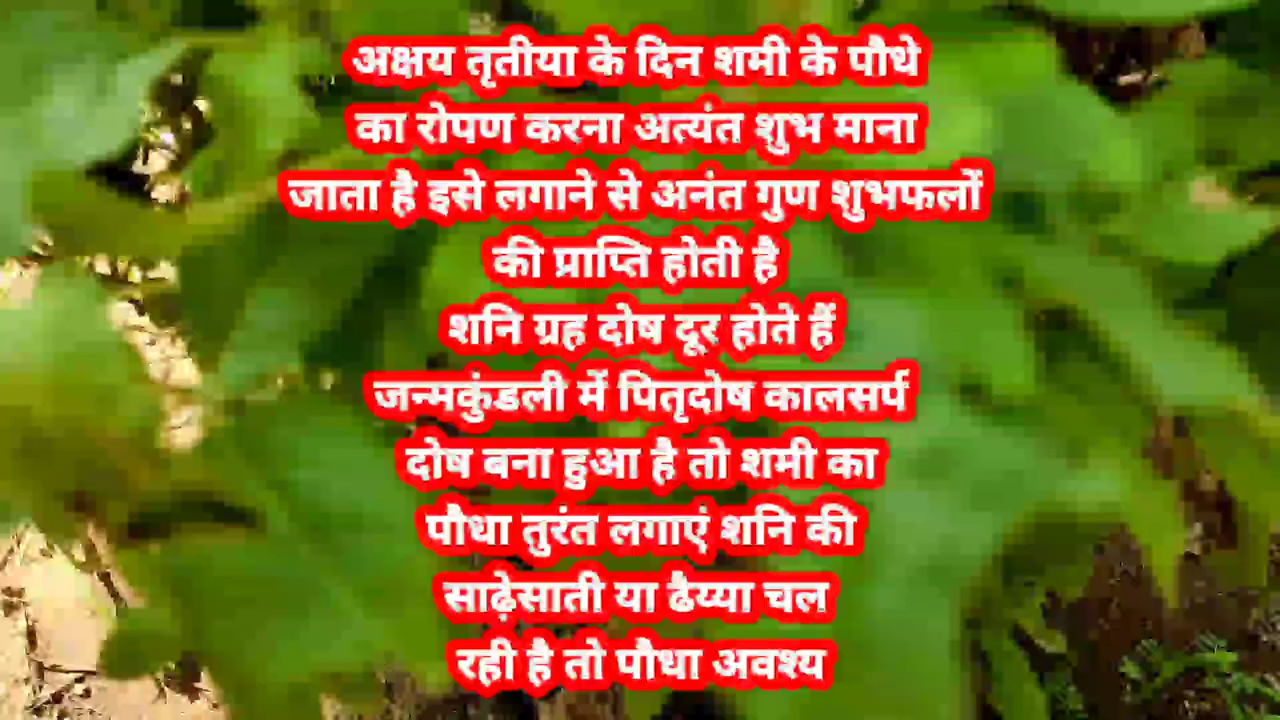 अक्षय तृतीया के दिन शमी के पौधे
का रोपण करना अत्यंत शुभ माना
जाता है इसे लगाने से अनंत गुण शुभफलों
की प्राप्ति होती है
शनि ग्रह दोष दूर होते हैं
जन्मकुंडली में पितृदोष कालसर्प
दोष बना हुआ है तो शमी का
पौधा तुरंत लगाएं शनि की
साढ़ेसाती या ढैय्या चल
रही है तो पौधा अवश्य